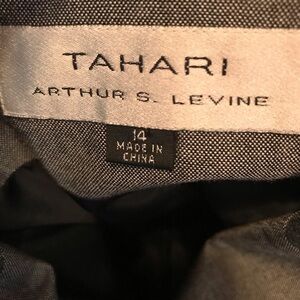 TAHARI
ARTHUR S. LEVINE
14
MADE IN
CHINA